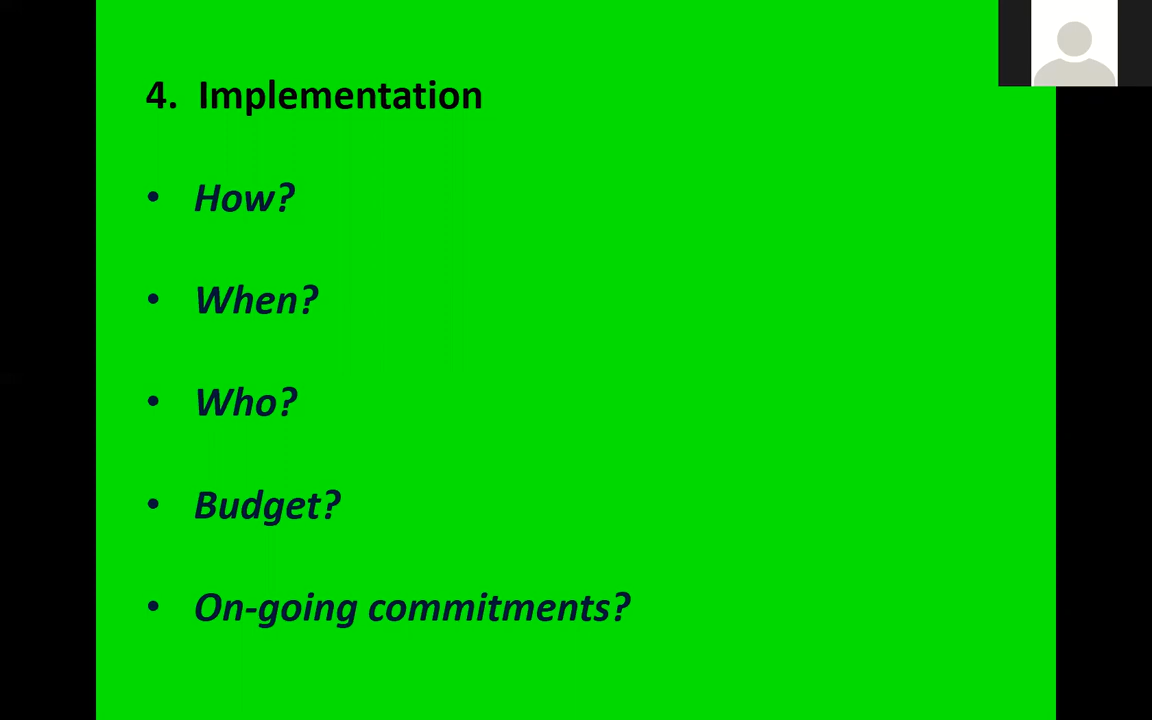 4. Implementation
• How?
• When?
• Who?
• Budget?
• On-going commitments?